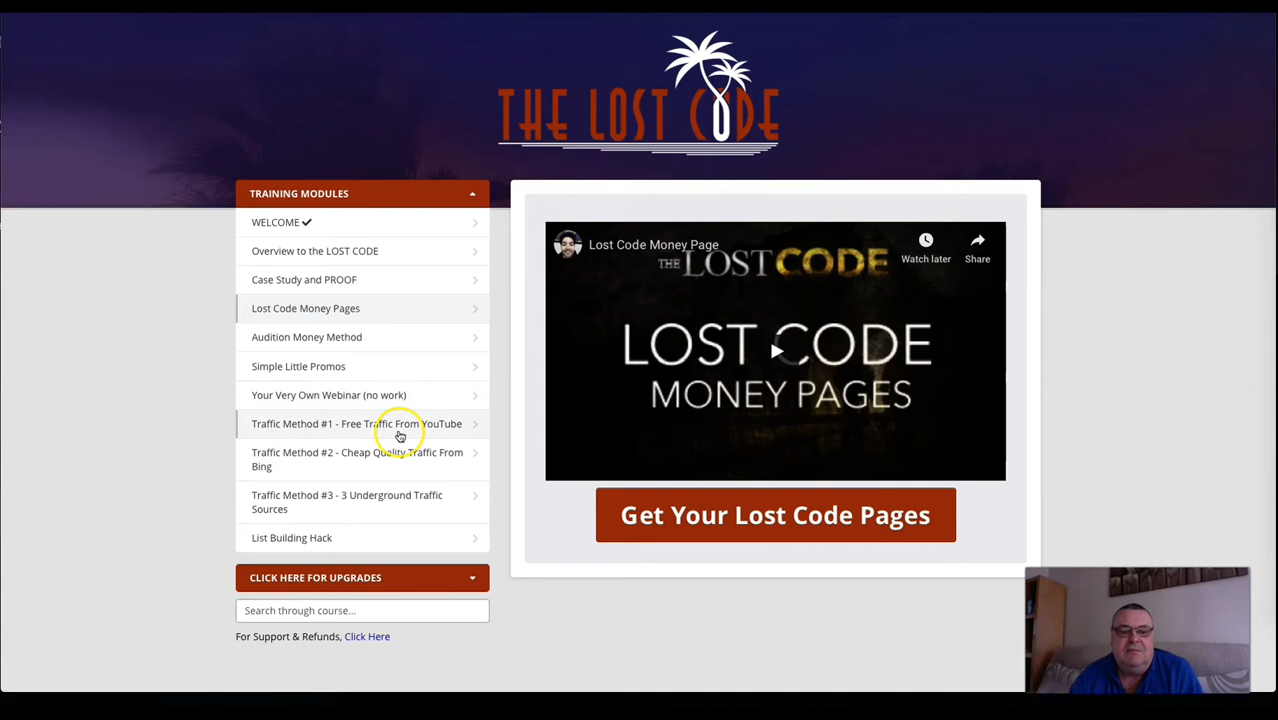 THE LOST CODE
TRAINING MODULES
WELCOME
Overview to the LOST CODE
Case Study and PROOF
Lost Code Money Pages
Audition Money Method
Simple Little Promos
Your Very Own Webinar (no work)
Traffic Method #1 - Free Traffic From YouTube
Traffic Method #2 - Cheap Quality Traffic From
Bing
Traffic Method #3 - 3 Underground Traffic
Sources
List Building Hack
CLICK HERE FOR UPGRADES
Search through course...
For Support & Refunds, Click Here
Lost Code Money Page
Watch later
Share
THE LOST CODE
LOST CODE
MONEY PAGES
Get Your Lost Code Pages